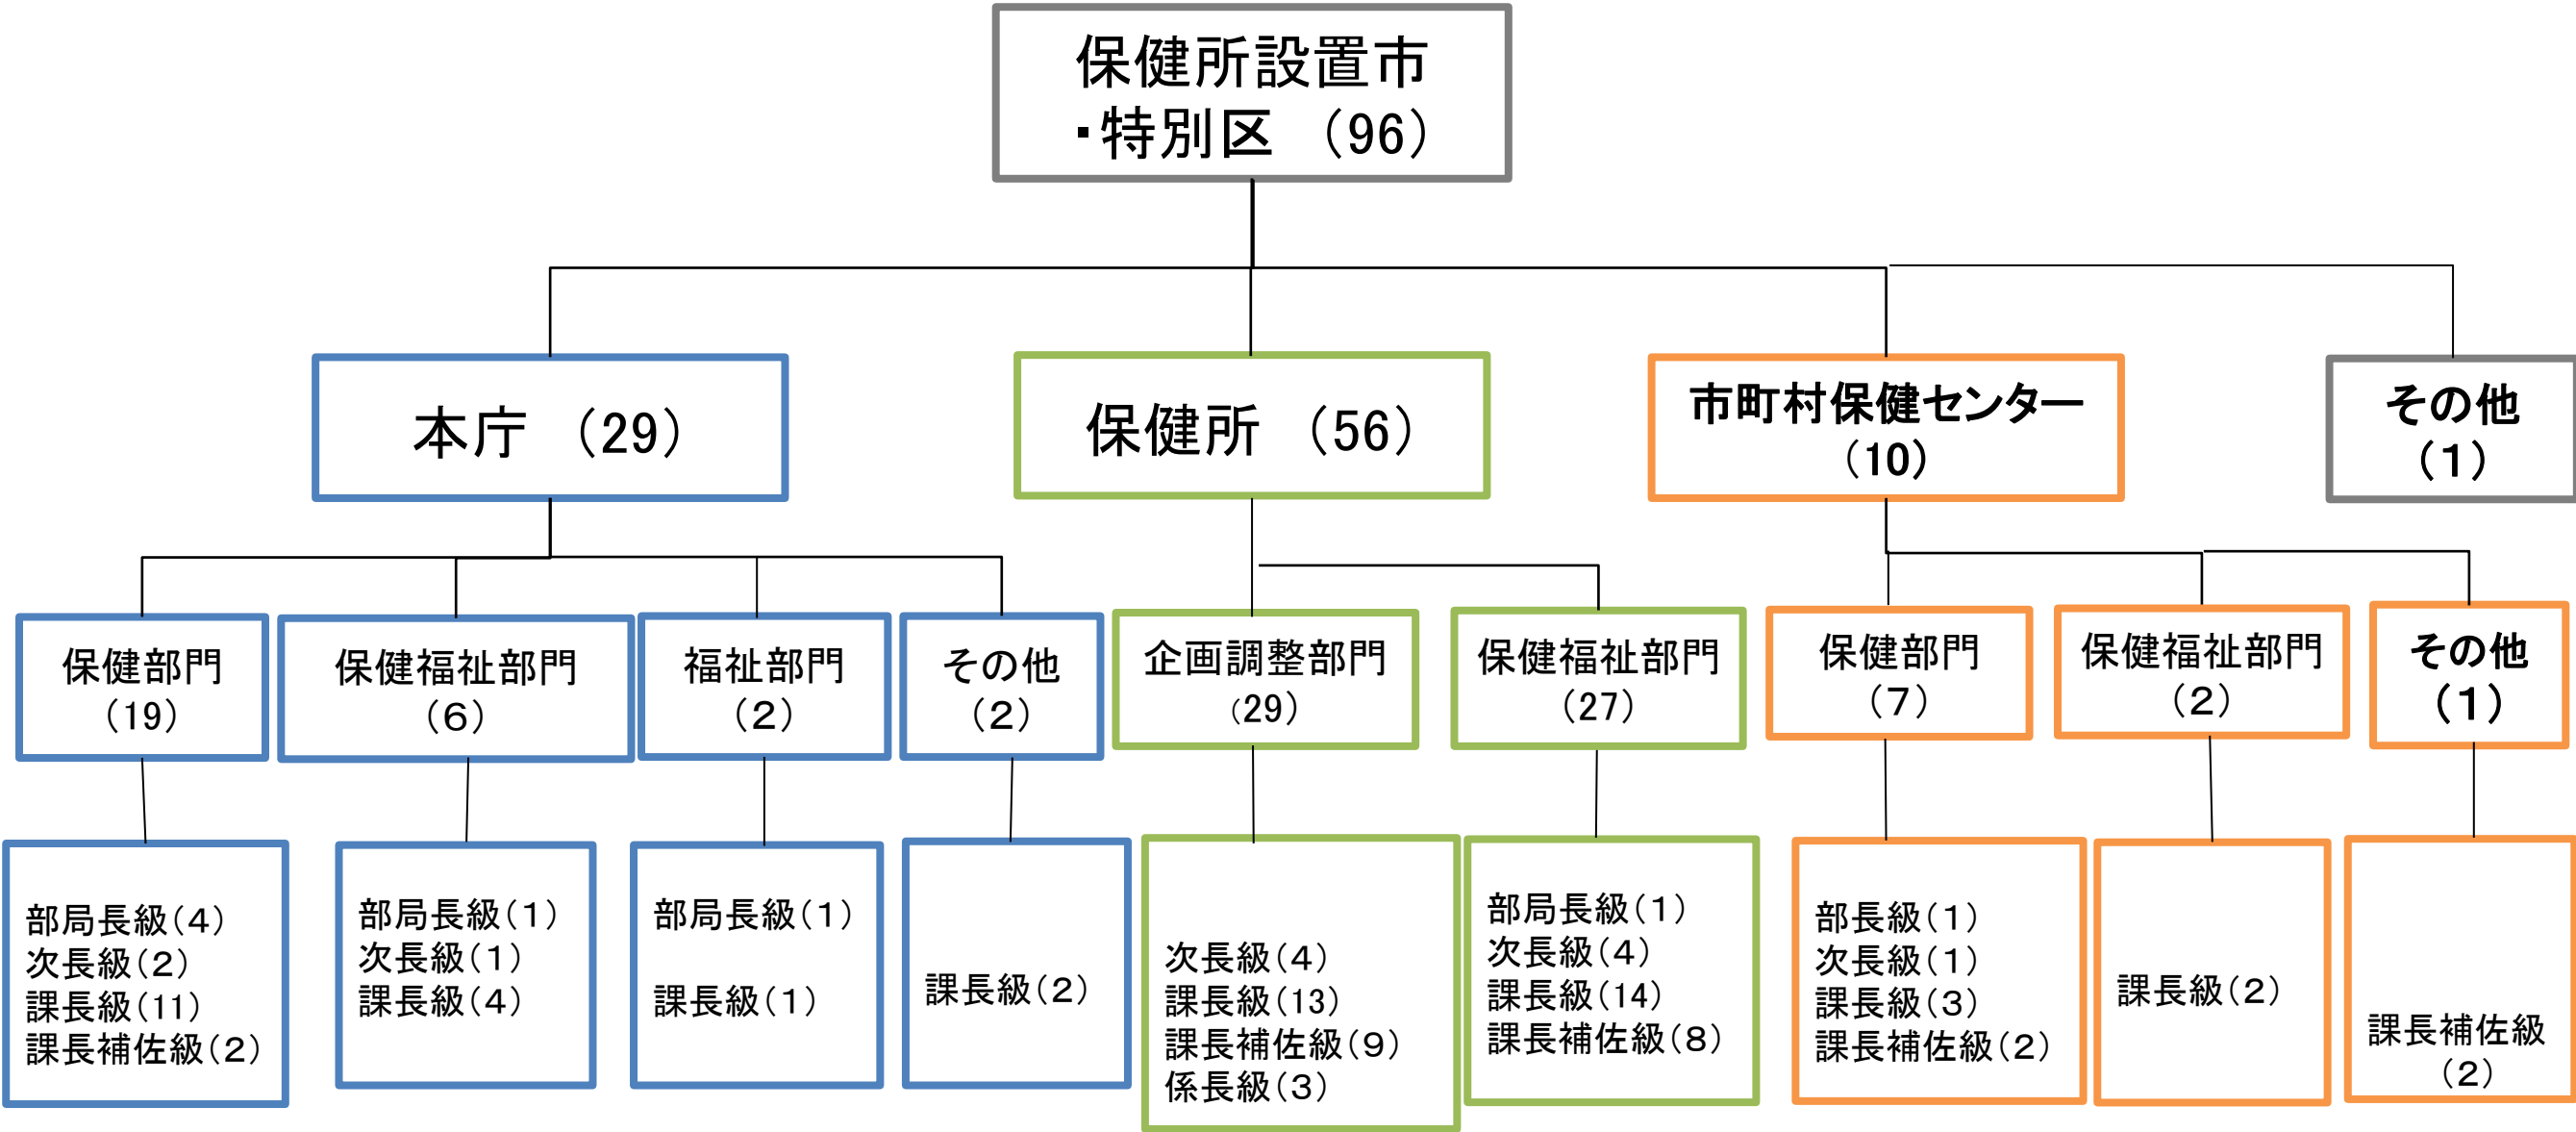 保健所設置市
・特別区 （96）
本庁 （29）
保健所 （56）
市町村保健センター
（10）
その他
（1）
保健部門
（19）
保健福祉部門
（6）
福祉部門
（2）
その他
（2）
企画調整部門
（29）
保健福祉部門
（27）
保健部門
（7）
保健福祉部門
（2）
その他
（1）
部局長級（4）
次長級（2）
課長級（11）
課長補佐級（2）
部局長級（1）
次長級（1）
課長級（4）
部局長級（1）
課長級（1）
課長級（2）
次長級（4）
課長級（13）
課長補佐級（9）
係長級（3）
部局長級（1）
次長級（4）
課長級（14）
課長補佐級（8）
部長級（1）
次長級（1）
課長級（3）
課長補佐級（2）
課長級（2）
課長補佐級
（2）